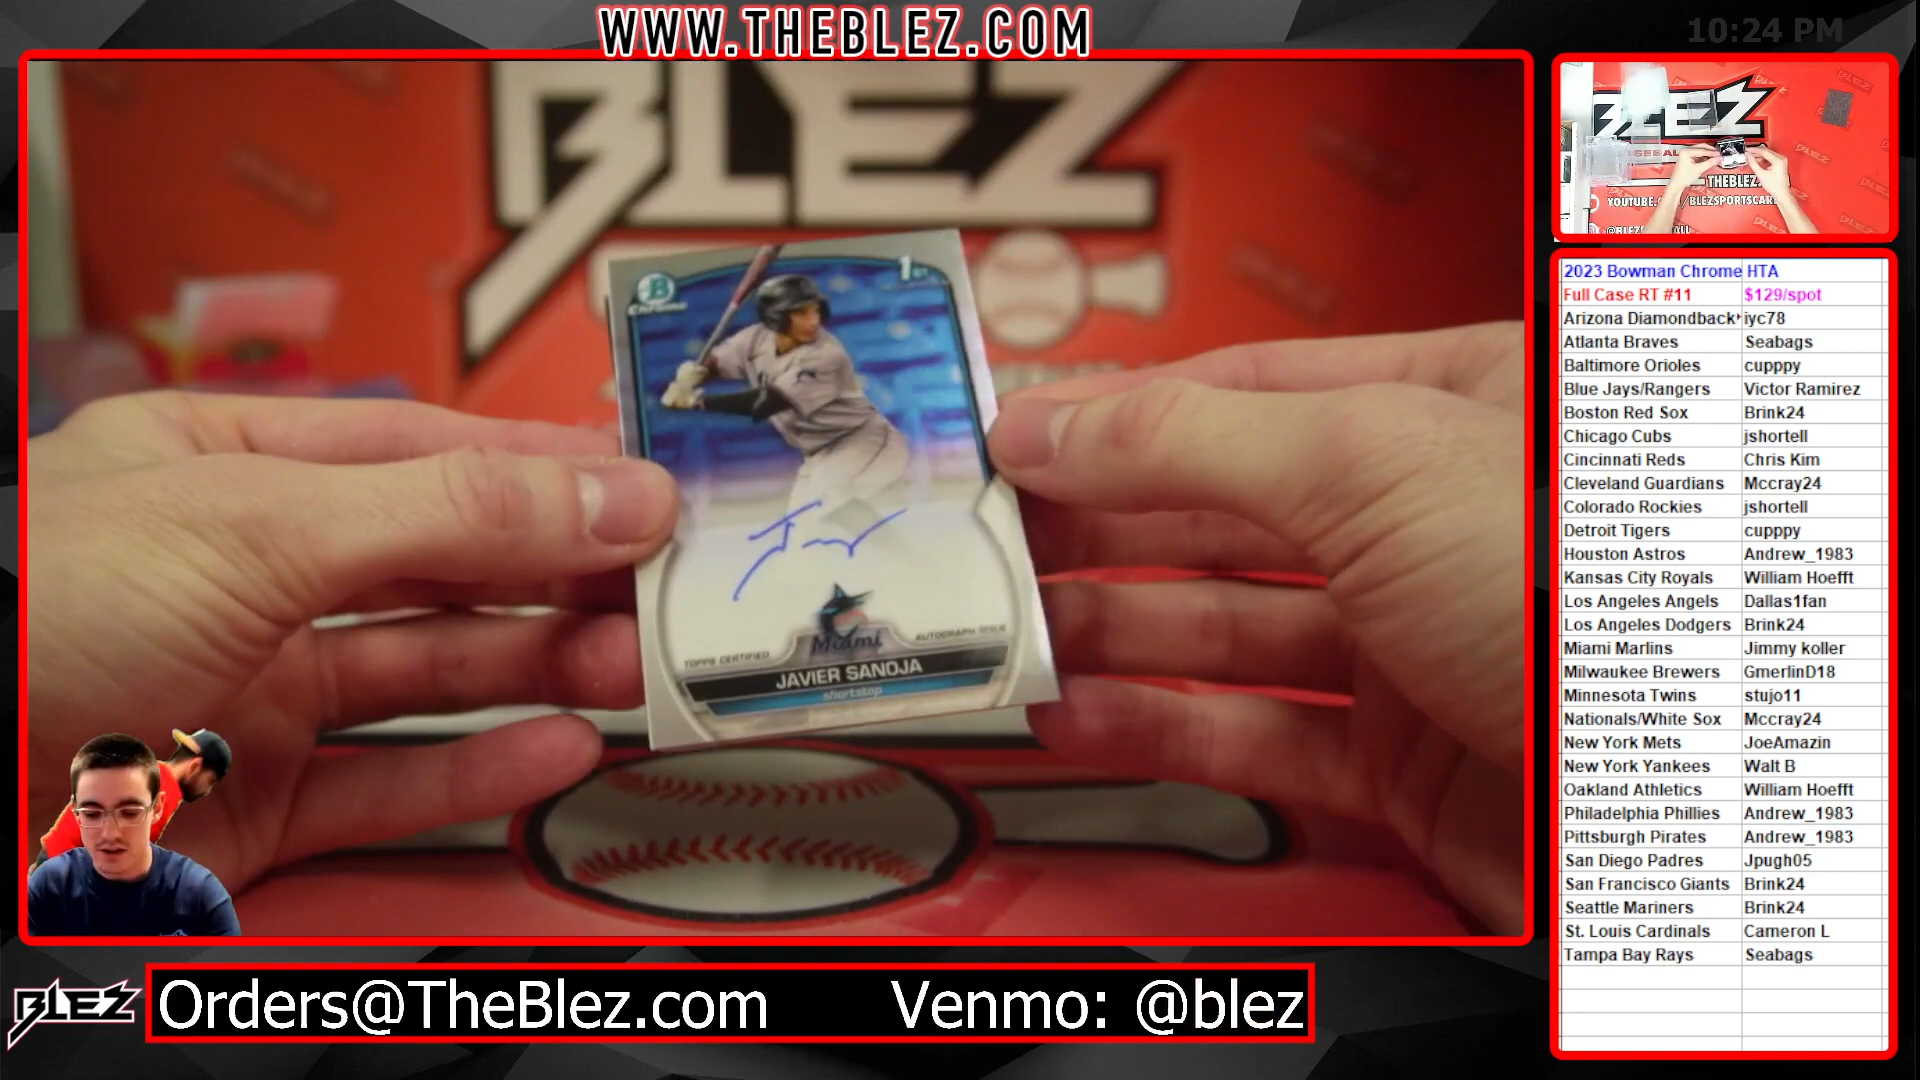 WWW.THEBLEZ.COM
10:24 PM
BLEZ
1st
B
Chrome
Miami
TOPPS CERTIFIED
AUTOGRAPH ISSUE
JAVIER SANOJA
shortstop
BLEZ
THEBLEZ.
BLEZ
Orders@TheBlez.com Venmo: @blez
2023 Bowman Chrome HTA
Full Case RT #11 $129/spot
Arizona Diamondback iyc78
Atlanta Braves Seabags
Baltimore Orioles cupppy
Blue Jays/Rangers Victor Ramirez
Boston Red Sox Brink24
Chicago Cubs jshortell
Cincinnati Reds Chris Kim
Cleveland Guardians Mccray24
Colorado Rockies jshortell
Detroit Tigers cupppy
Houston Astros Andrew_1983
Kansas City Royals William Hoefft
Los Angeles Angels Dallas1fan
Los Angeles Dodgers Brink24
Miami Marlins Jimmy koller
Milwaukee Brewers GmerlinD18
Minnesota Twins stujo11
Nationals/White Sox Mccray24
New York Mets JoeAmazin
New York Yankees Walt B
Oakland Athletics William Hoefft
Philadelphia Phillies Andrew_1983
Pittsburgh Pirates Andrew_1983
San Diego Padres Jpugh05
San Francisco Giants Brink24
Seattle Mariners Brink24
St. Louis Cardinals Cameron L
Tampa Bay Rays Seabags